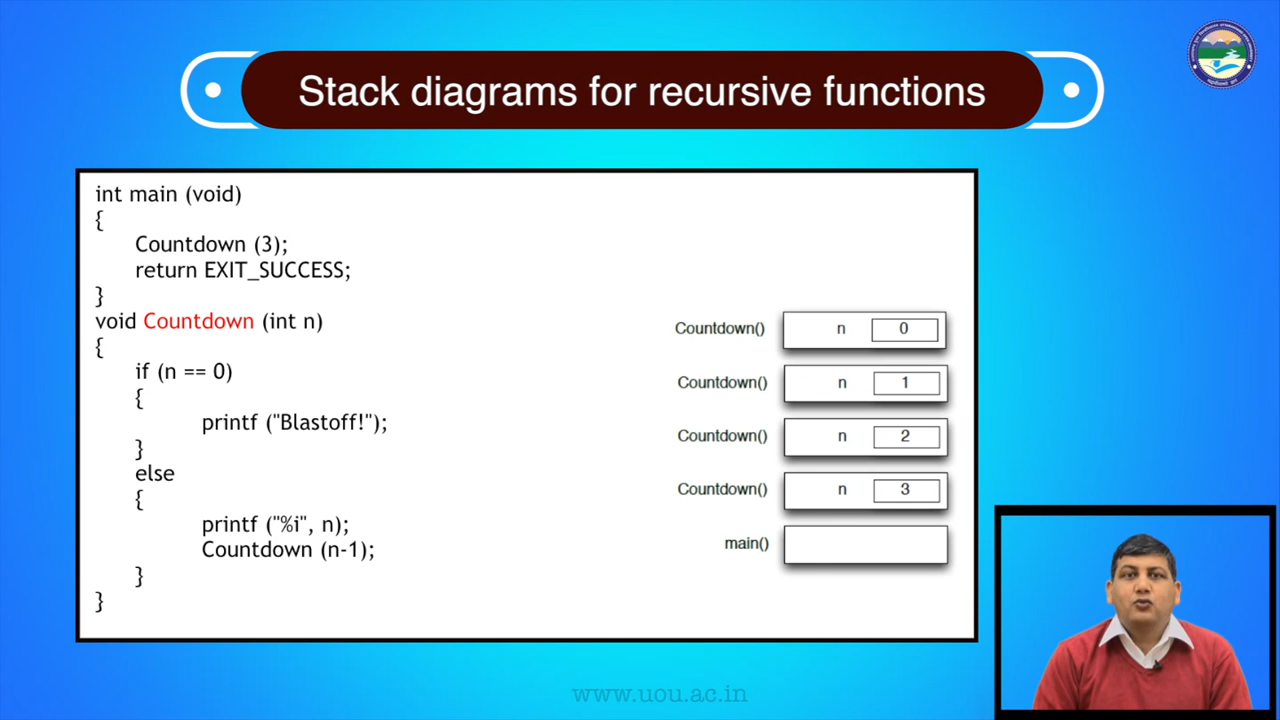 Stack diagrams for recursive functions
int main (void)
{
Countdown (3);
return EXIT_SUCCESS;
}
void Countdown (int n)
{
if (n == 0)
{
printf ("Blastoff!");
}
else
{
printf ("%i", n);
Countdown (n-1);
}
}
Countdown() n 0
Countdown() n 1
Countdown() n 2
Countdown() n 3
main()
www.uou.ac.in